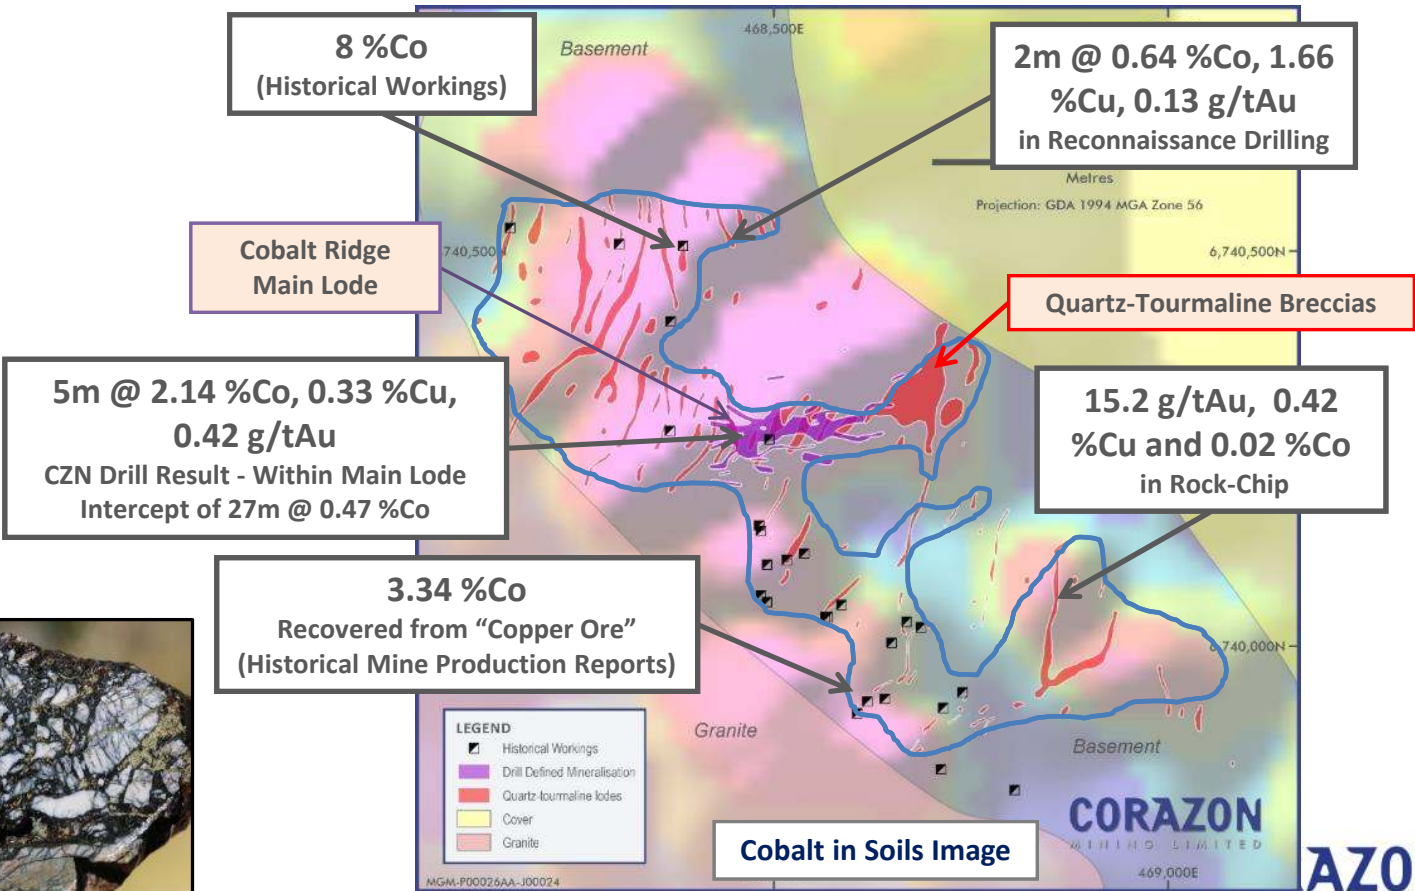 468,500E
8 %Co
(Historical Workings)
Basement
2m @ 0.64 %Co, 1.66
%Cu, 0.13 g/tAu
in Reconnaissance Drilling
Metres
Projection: GDA 1994 MGA Zone 56
Cobalt Ridge
Main Lode
740,500
6,740,500N
Quartz-Tourmaline Breccias
5m @ 2.14 %Co, 0.33 %Cu,
0.42 g/tAu
CZN Drill Result - Within Main Lode
Intercept of 27m @ 0.47 %Co
15.2 g/tAu, 0.42
%Cu and 0.02 %Co
in Rock-Chip
3.34 %Co
Recovered from “Copper Ore”
(Historical Mine Production Reports)
6,740,000N
LEGEND
Historical Workings
Drill Defined Mineralisation
Quartz-tourmaline lodes
Cover
Granite
Granite
Basement
CORAZON
MINING LIMITED
Cobalt in Soils Image
469,000E
MGM-P00026AA-J00024
AZO